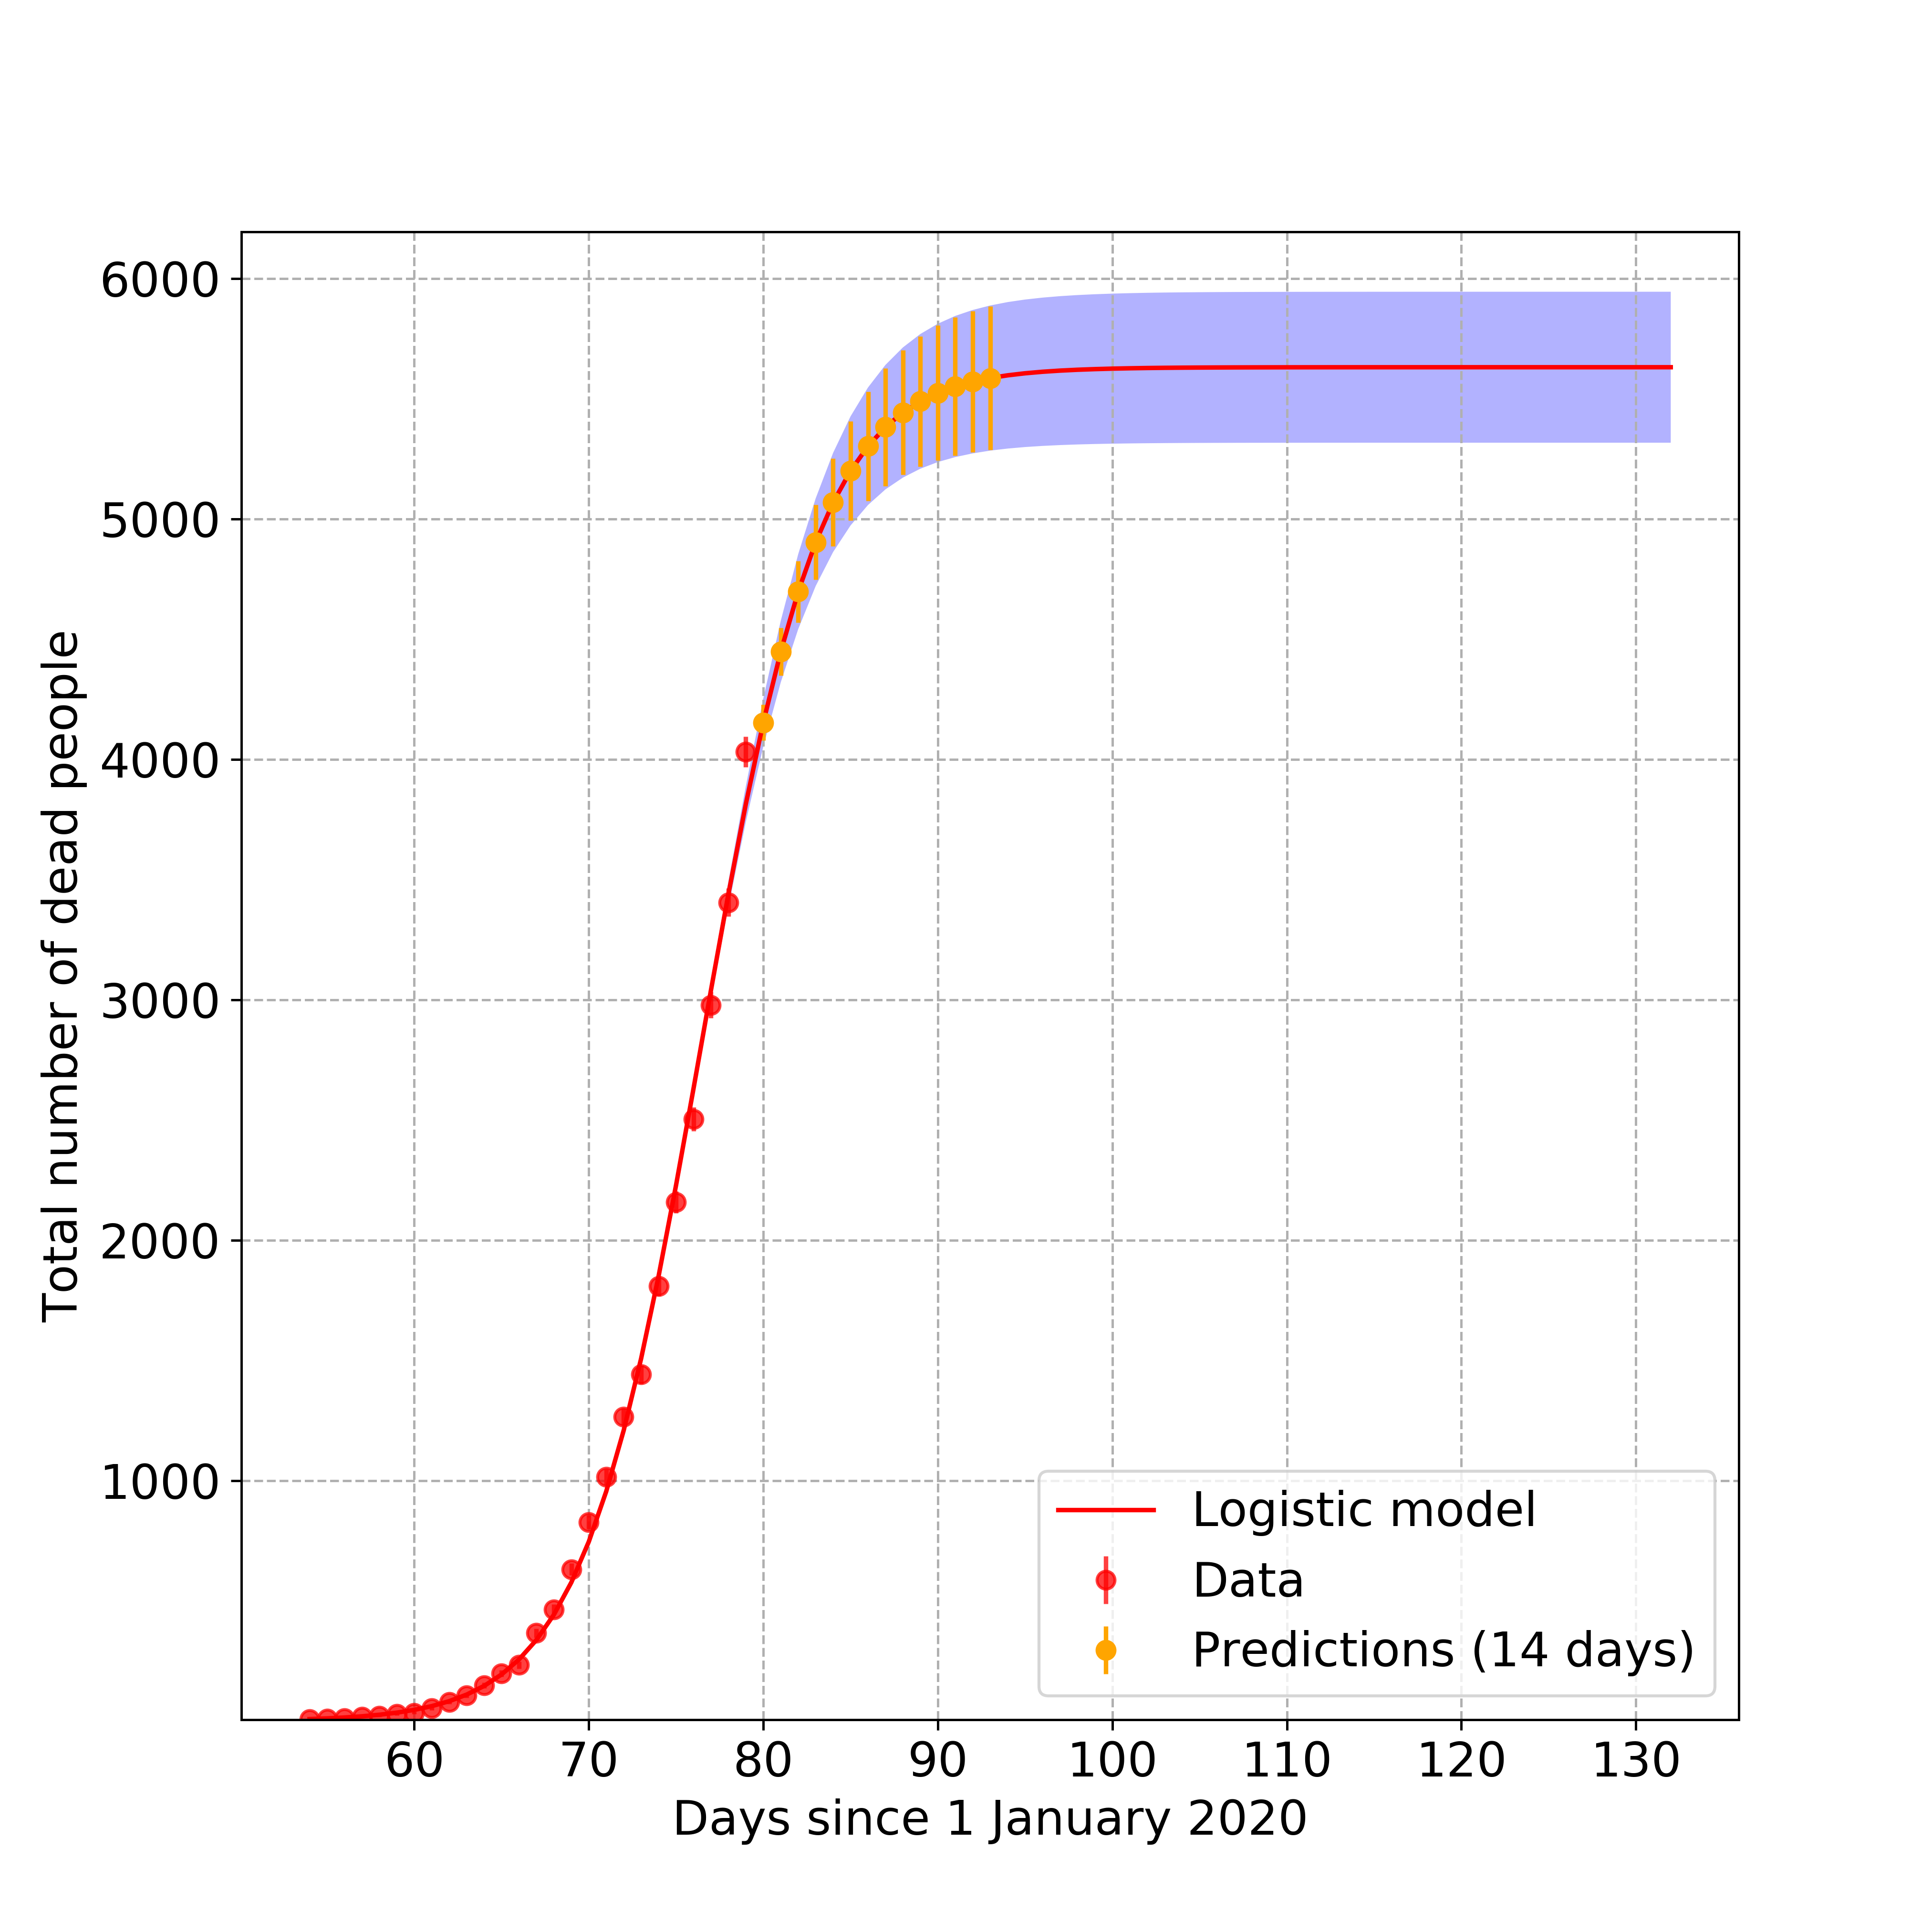 6000
5000
4000
3000
2000
1000
Total number of dead people
Logistic model
Data
Predictions (14 days)
60 70 80 90 100 110 120 130
Days since 1 January 2020